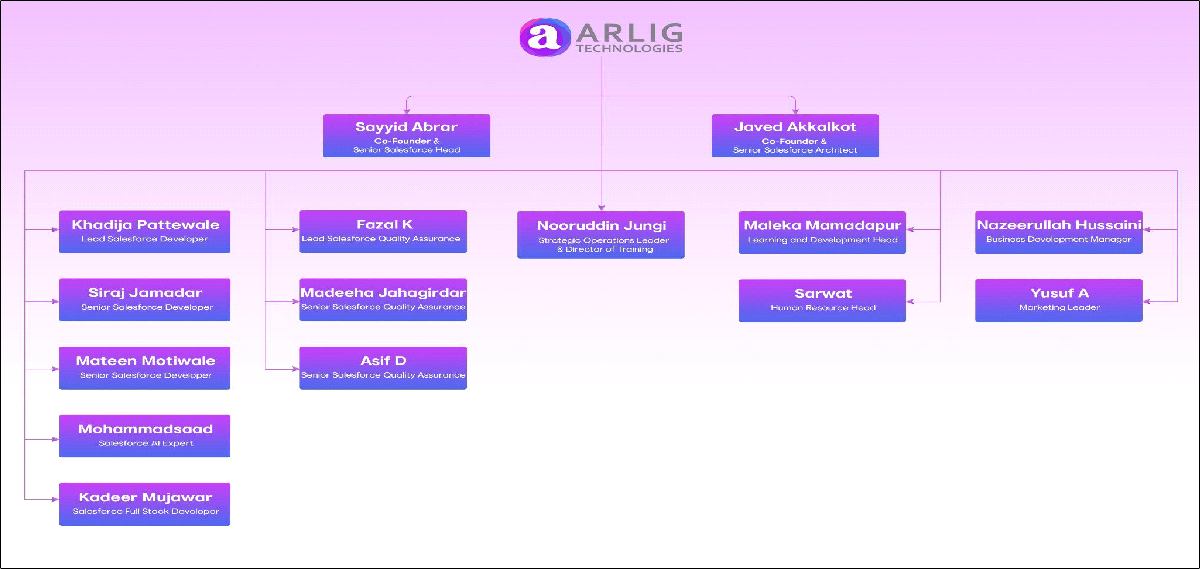 a ARLIG
TECHNOLOGIES
Sayyid Abrar
Co-Founder &
Senior Salesforce Head
Javed Akkalkot
Co-Founder &
Senior Salesforce Architect
Khadija Pattewale
Lead Salesforce Developer
Siraj Jamadar
Senior Salesforce Developer
Mateen Motiwale
Senior Salesforce Developer
Mohammadsaad
Salesforce AI Expert
Kadeer Mujawar
Salesforce Full Stack Developer
Fazal K
Lead Salesforce Quality Assurance
Madeeha Jahagirdar
Senior Salesforce Quality Assurance
Asif D
Senior Salesforce Quality Assurance
Nooruddin Jungi
Strategic Operations Leader
& Director of Training
Maleka Mamadapur
Learning and Development Head
Sarwat
Human Resource Head
Nazeerullah Hussaini
Business Development Manager
Yusuf A
Marketing Leader